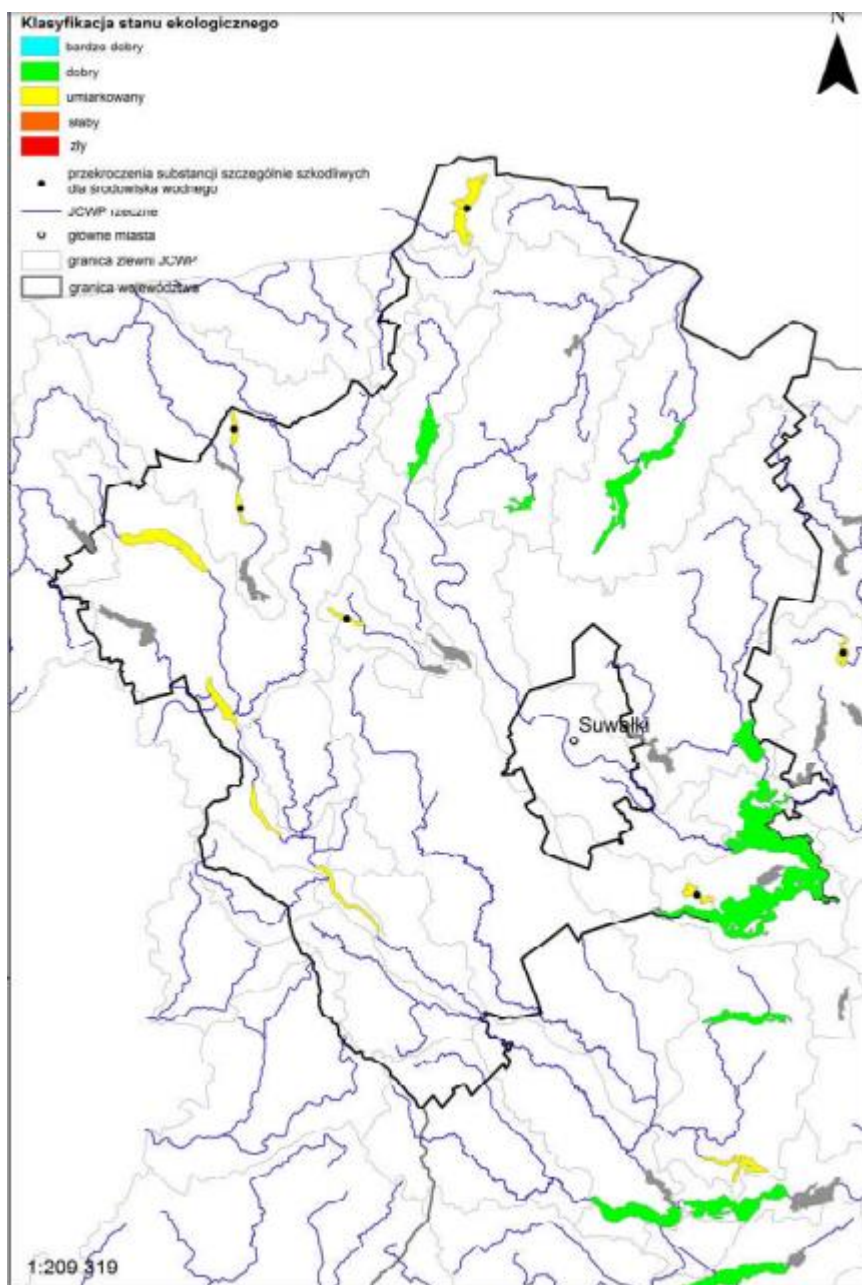 Klasyfikacja stanu ekologicznego
bardzo dobry
dobry
umiarkowany
słaby
zły
przekroczenia substancji szczególnie szkodliwych
dla środowiska wodnego
JCWP rzeczne
główne miasta
granica zlewni JCWP
granica województwa
N
Suwałki
1:209 319